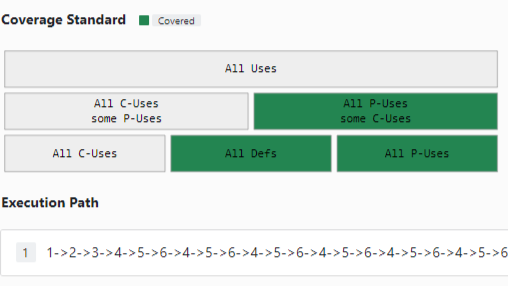 Coverage Standard
Covered
All Uses
All C-Uses
some P-Uses
All P-Uses
some C-Uses
All C-Uses
All Defs
All P-Uses
Execution Path
1 1->2->3->4->5->6->4->5->6->4->5->6->4->5->6->4->5->6->4->5->6